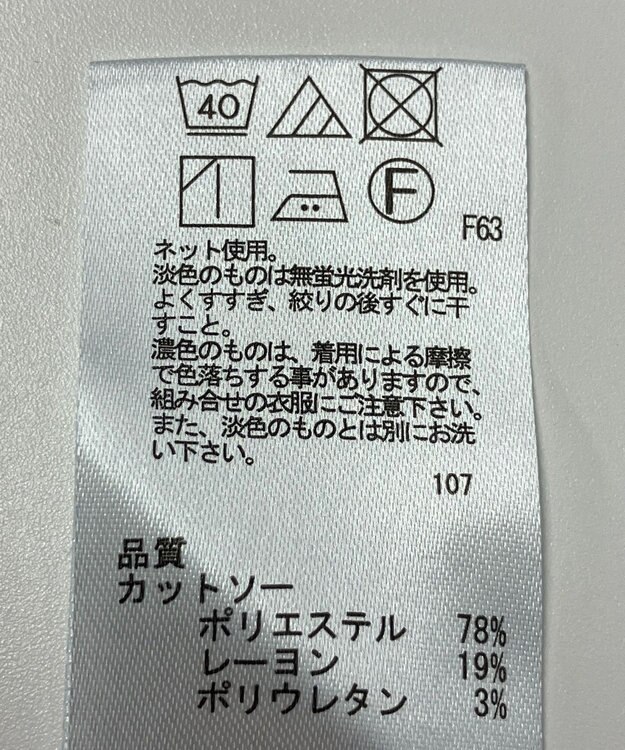 40
F
F63
ネット使用。
淡色のものは無蛍光洗剤を使用。
よくすすぎ、絞りの後すぐに干
すこと。
濃色のものは、着用による摩擦
で色落ちする事がありますので、
組み合せの衣服にご注意下さい。
また、淡色のものとは別にお洗
い下さい。
107
品質
カットソー
ポリエステル 78%
レーヨン 19%
ポリウレタン 3%